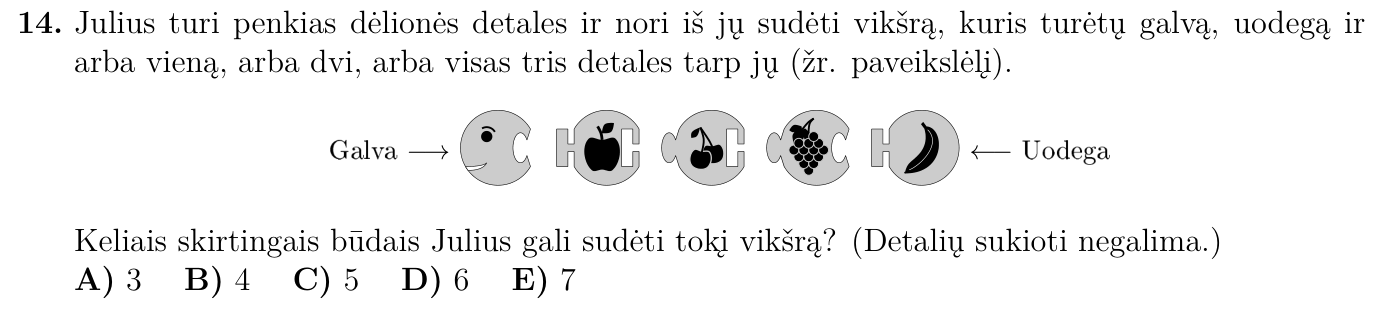 14. Julius turi penkias dėlionės detales ir nori iš jų sudėti vikšrą, kuris turėtų galvą, uodegą ir
arba vieną, arba dvi, arba visas tris detales tarp jų (žr. paveikslėlį).
Galva Uodega
Keliais skirtingais būdais Julius gali sudėti tokį vikšrą? (Detalių sukioti negalima.)
A) 3 B) 4 C) 5 D) 6 E) 7